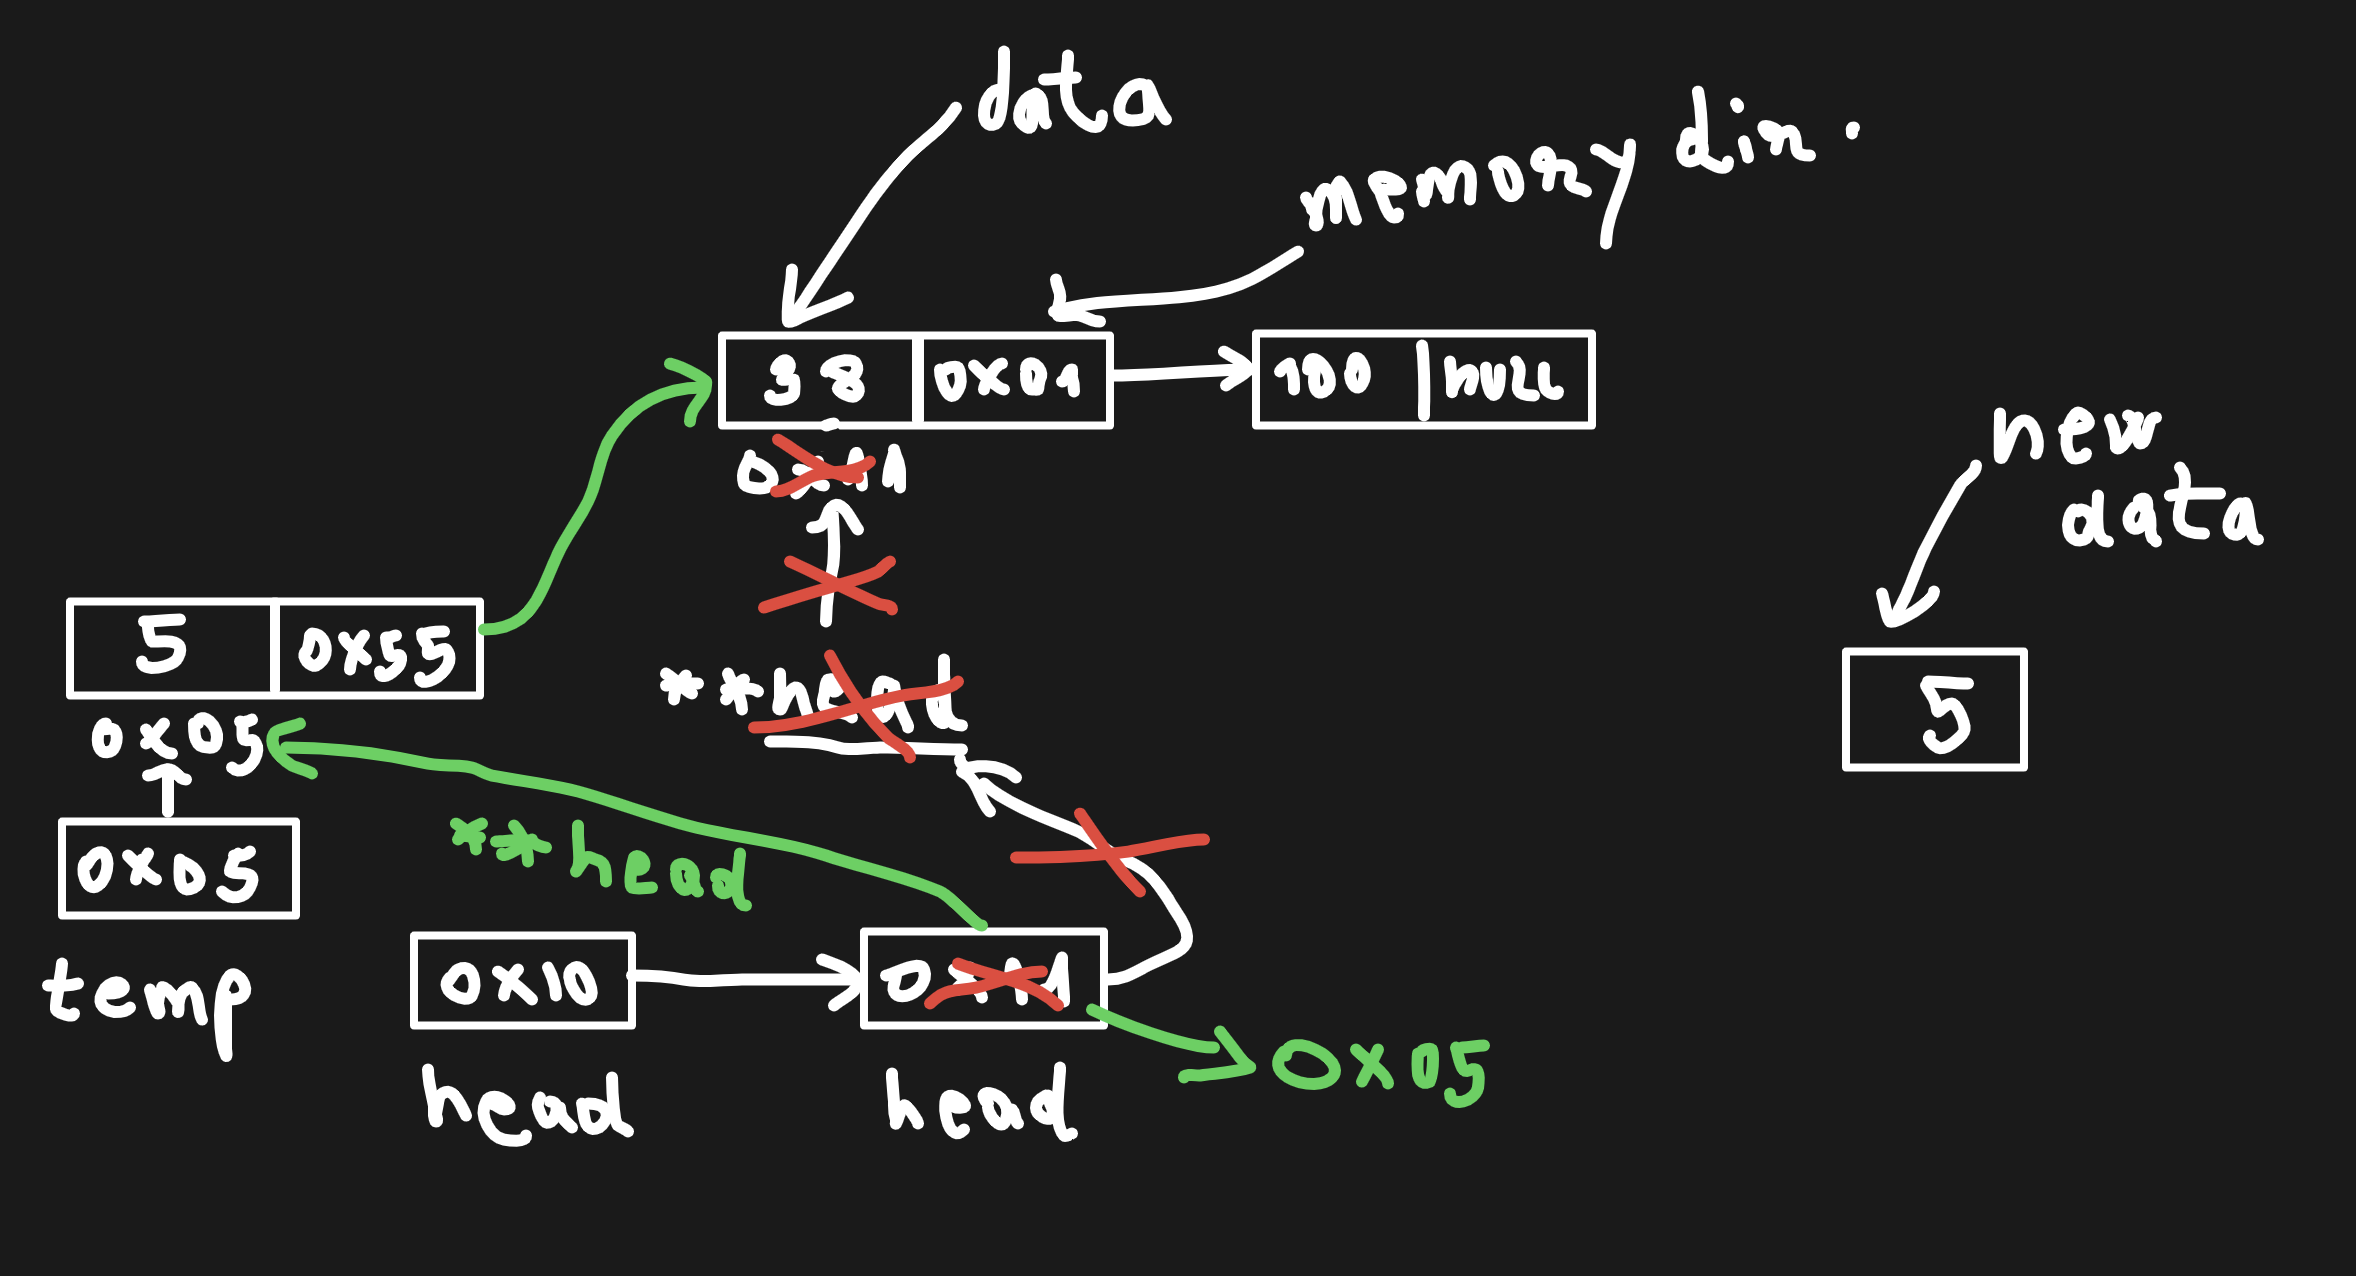 data
memory dir.
38 0x01
100 | NULL
0x11
new
data
5 0x55
5
**head
0x05
**head
0x05
0x10
0x11
0x05
temp
head
head